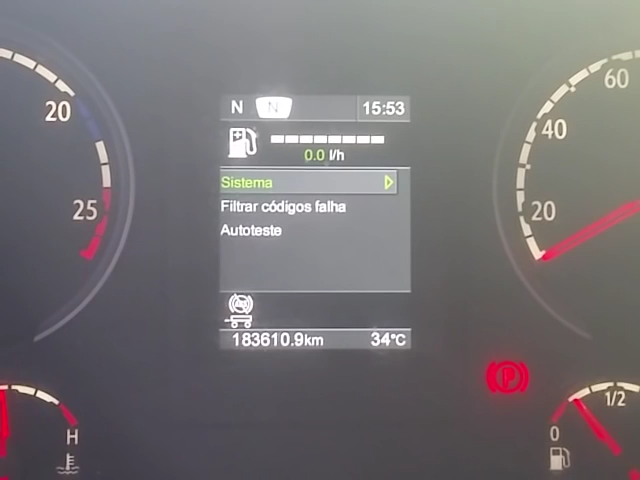 60
20
N N 15:53
40
0.0 l/h
Sistema
25
Filtrar códigos falha
20
Autoteste
183610.9km 34°C
P
1/2
H
0